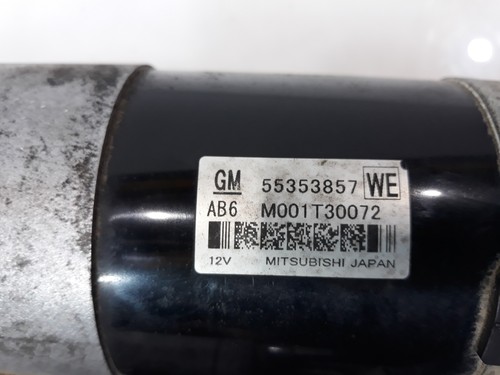 GM 55353857 WE
AB6 M001T30072
12V MITSUBISHI JAPAN